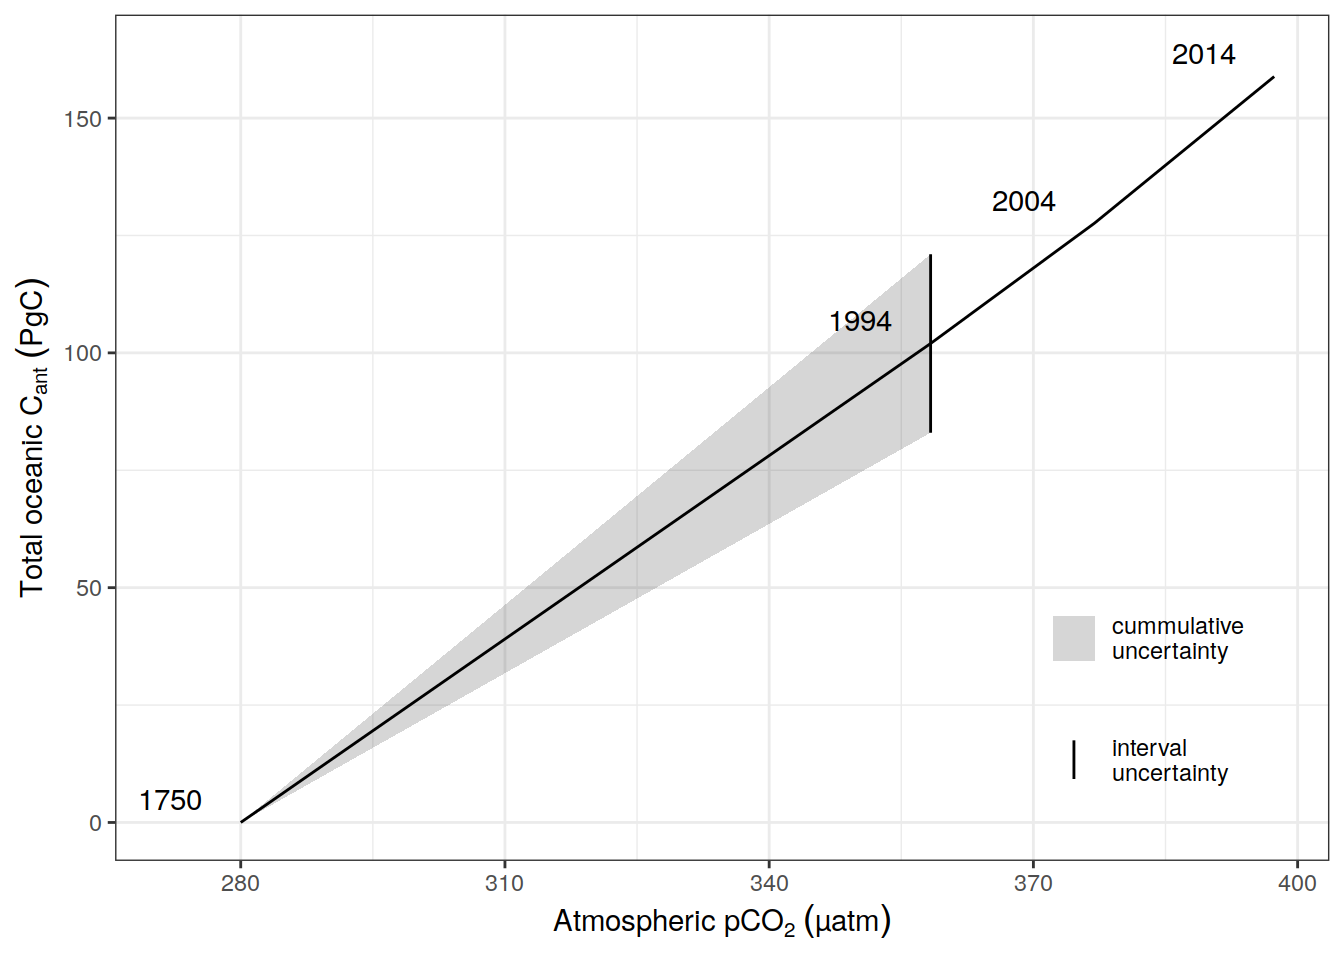 2014
150
2004
1994
100
Total oceanic Cant (PgC)
50
cummulative
uncertainty
interval
uncertainty
1750
0
280
310
340
370
400
Atmospheric pCO2 (µatm)